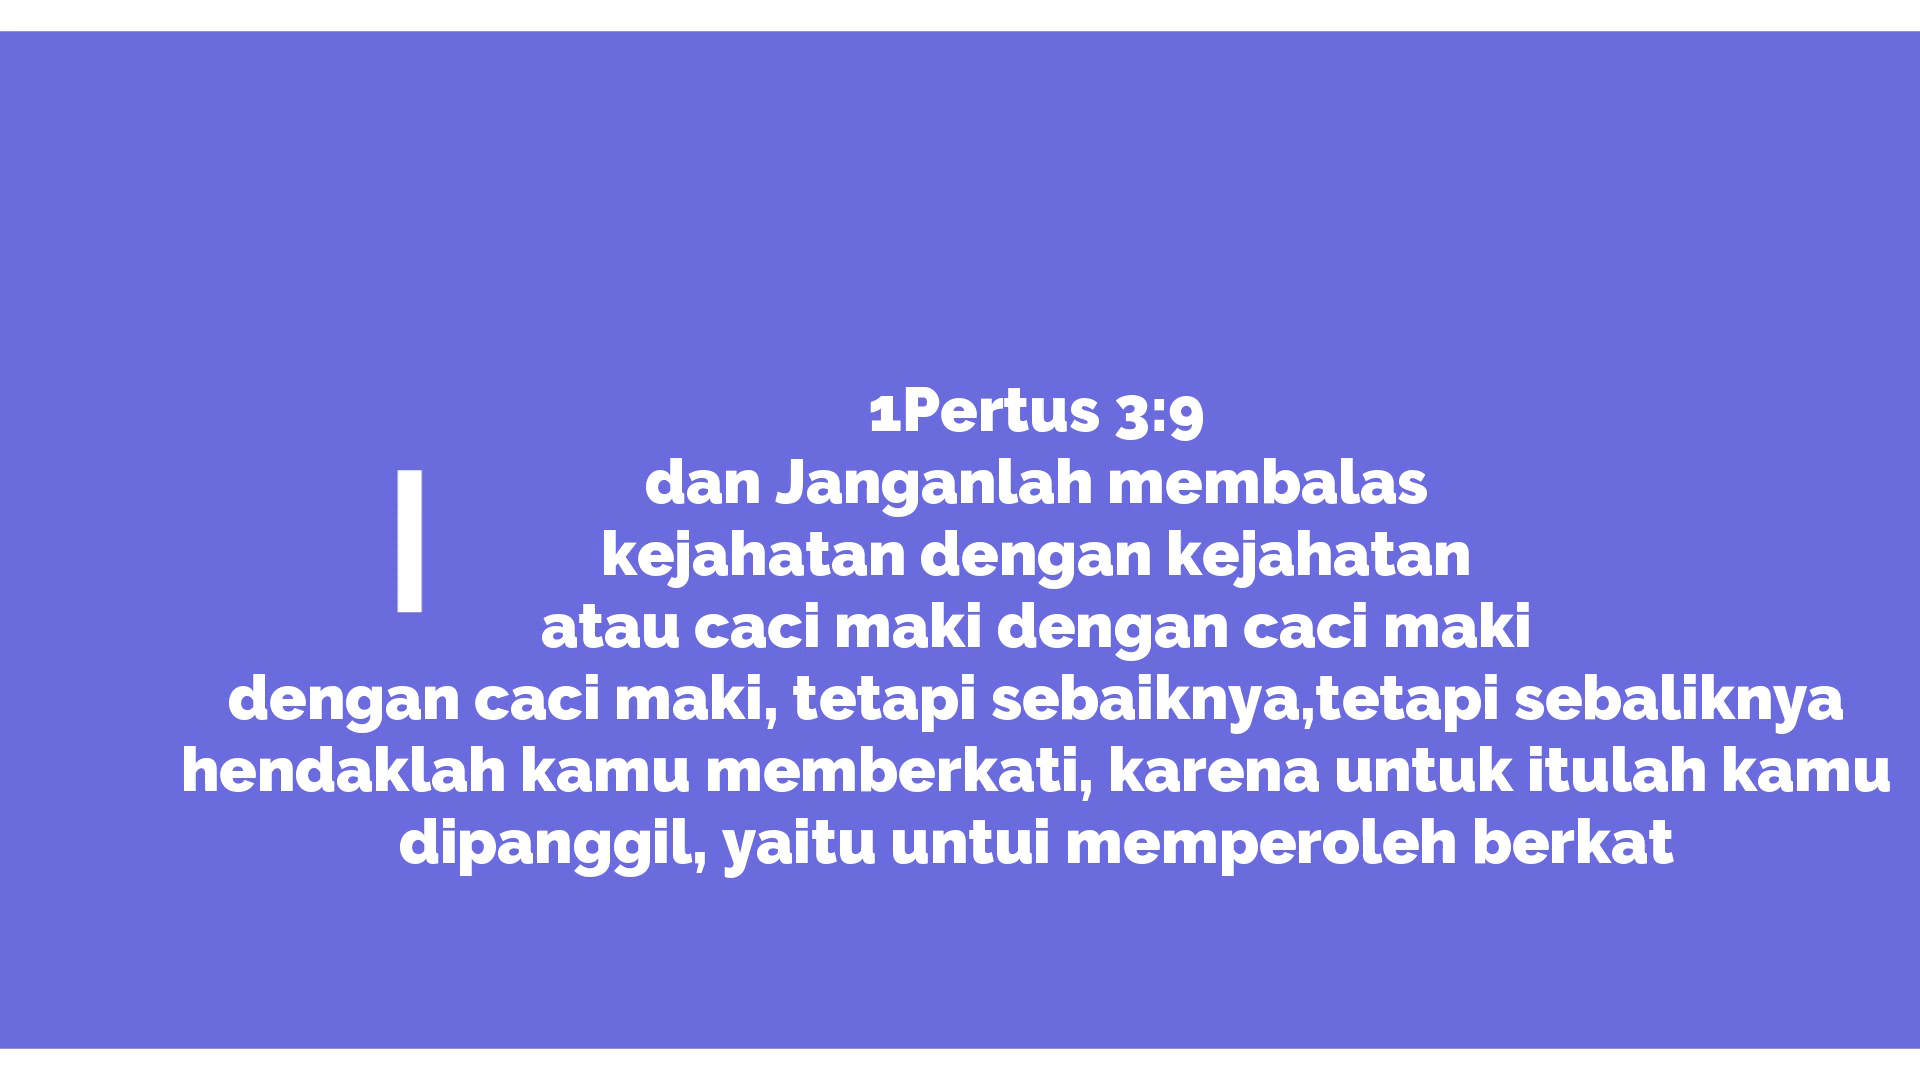 1Pertus 3:9
dan Janganlah membalas
kejahatan dengan kejahatan
atau caci maki dengan caci maki
dengan caci maki, tetapi sebaiknya,tetapi sebaliknya
hendaklah kamu memberkati, karena untuk itulah kamu
dipanggil, yaitu untui memperoleh berkat